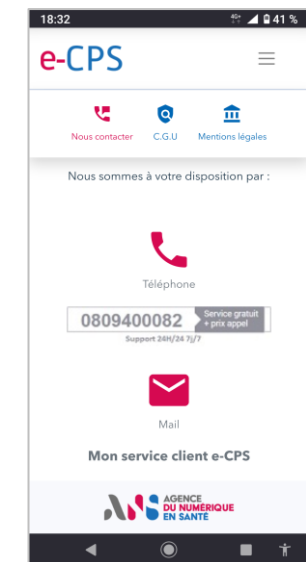 18:32
4G+ 41 %
e-CPS
Nous contacter C.G.U Mentions légales
Nous sommes à votre disposition par :
Téléphone
0809400082 Service gratuit
+ prix appel
Support 24H/24 7j/7
Mail
Mon service client e-CPS
AGENCE
DU NUMÉRIQUE
EN SANTÉ